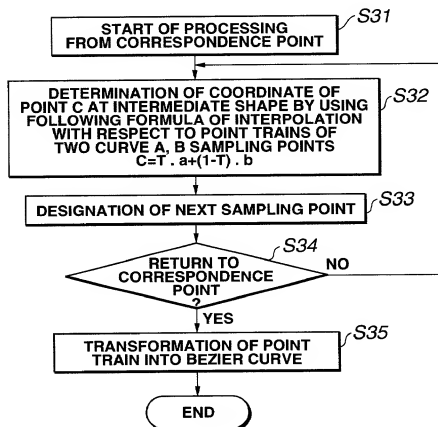 S31
START OF PROCESSING
FROM CORRESPONDENCE POINT
S32
DETERMINATION OF COORDINATE OF
POINT C AT INTERMEDIATE SHAPE BY USING
FOLLOWING FORMULA OF INTERPOLATION
WITH RESPECT TO POINT TRAINS OF
TWO CURVE A, B SAMPLING POINTS
C=T . a+(1-T) . b
S33
DESIGNATION OF NEXT SAMPLING POINT
S34
RETURN TO
CORRESPONDENCE
POINT
?
NO
YES
S35
TRANSFORMATION OF POINT
TRAIN INTO BEZIER CURVE
END